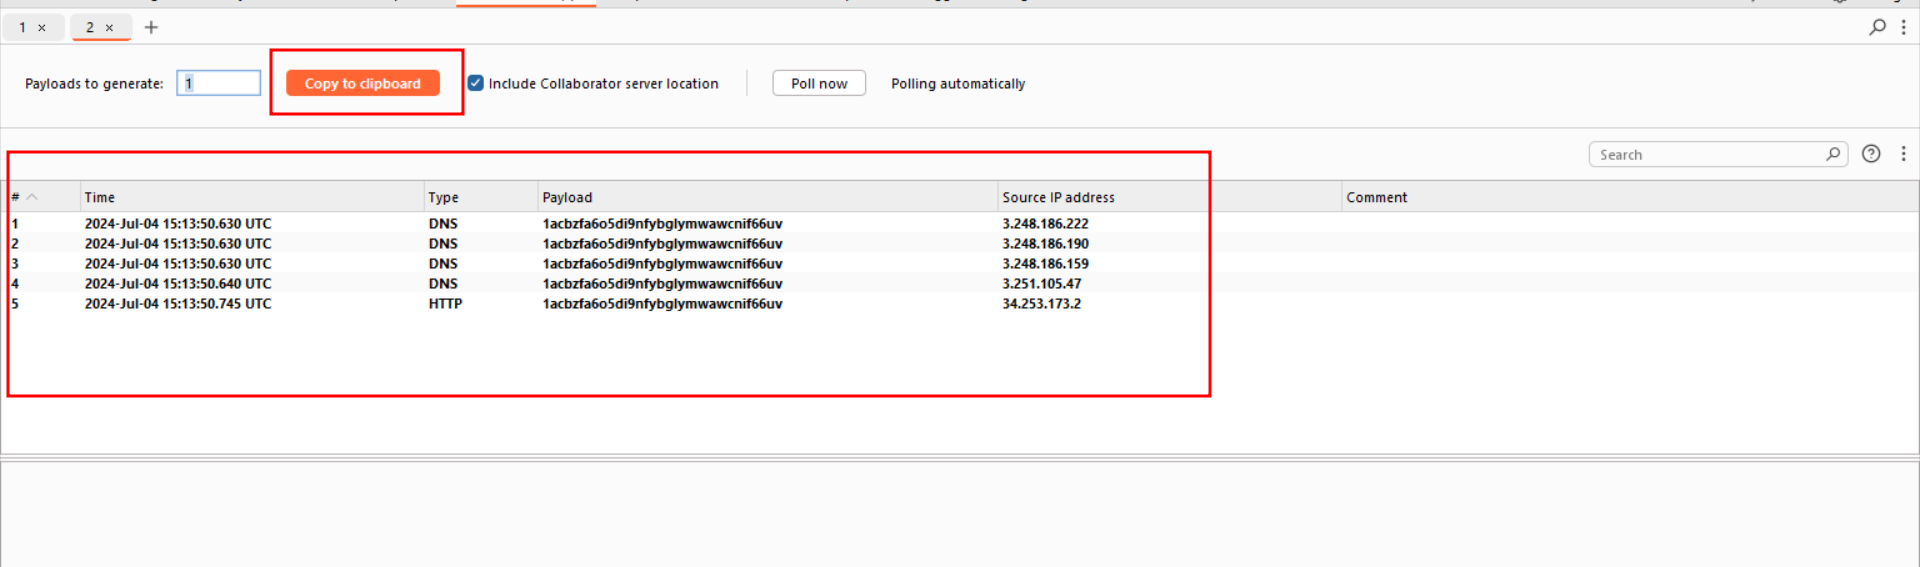 1 × 2 × +
Payloads to generate: 1 Copy to clipboard Include Collaborator server location Poll now Polling automatically
Search
# Time Type Payload Source IP address Comment
1 2024-Jul-04 15:13:50.630 UTC DNS 1acbzfa6o5di9nfybglymwawcnif66uv 3.248.186.222
2 2024-Jul-04 15:13:50.630 UTC DNS 1acbzfa6o5di9nfybglymwawcnif66uv 3.248.186.190
3 2024-Jul-04 15:13:50.630 UTC DNS 1acbzfa6o5di9nfybglymwawcnif66uv 3.248.186.159
4 2024-Jul-04 15:13:50.640 UTC DNS 1acbzfa6o5di9nfybglymwawcnif66uv 3.251.105.47
5 2024-Jul-04 15:13:50.745 UTC HTTP 1acbzfa6o5di9nfybglymwawcnif66uv 34.253.173.2